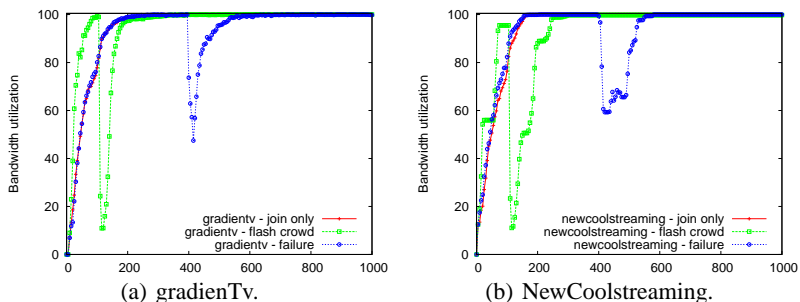 100
80
60
40
20
0
Bandwidth utilization
gradientv - join only
gradientv - flash crowd
gradientv - failure
0 200 400 600 800 1000
(a) gradienTv.
100
80
60
40
20
0
Bandwidth utilization
newcoolstreaming - join only
newcoolstreaming - flash crowd
newcoolstreaming - failure
0 200 400 600 800 1000
(b) NewCoolstreaming.